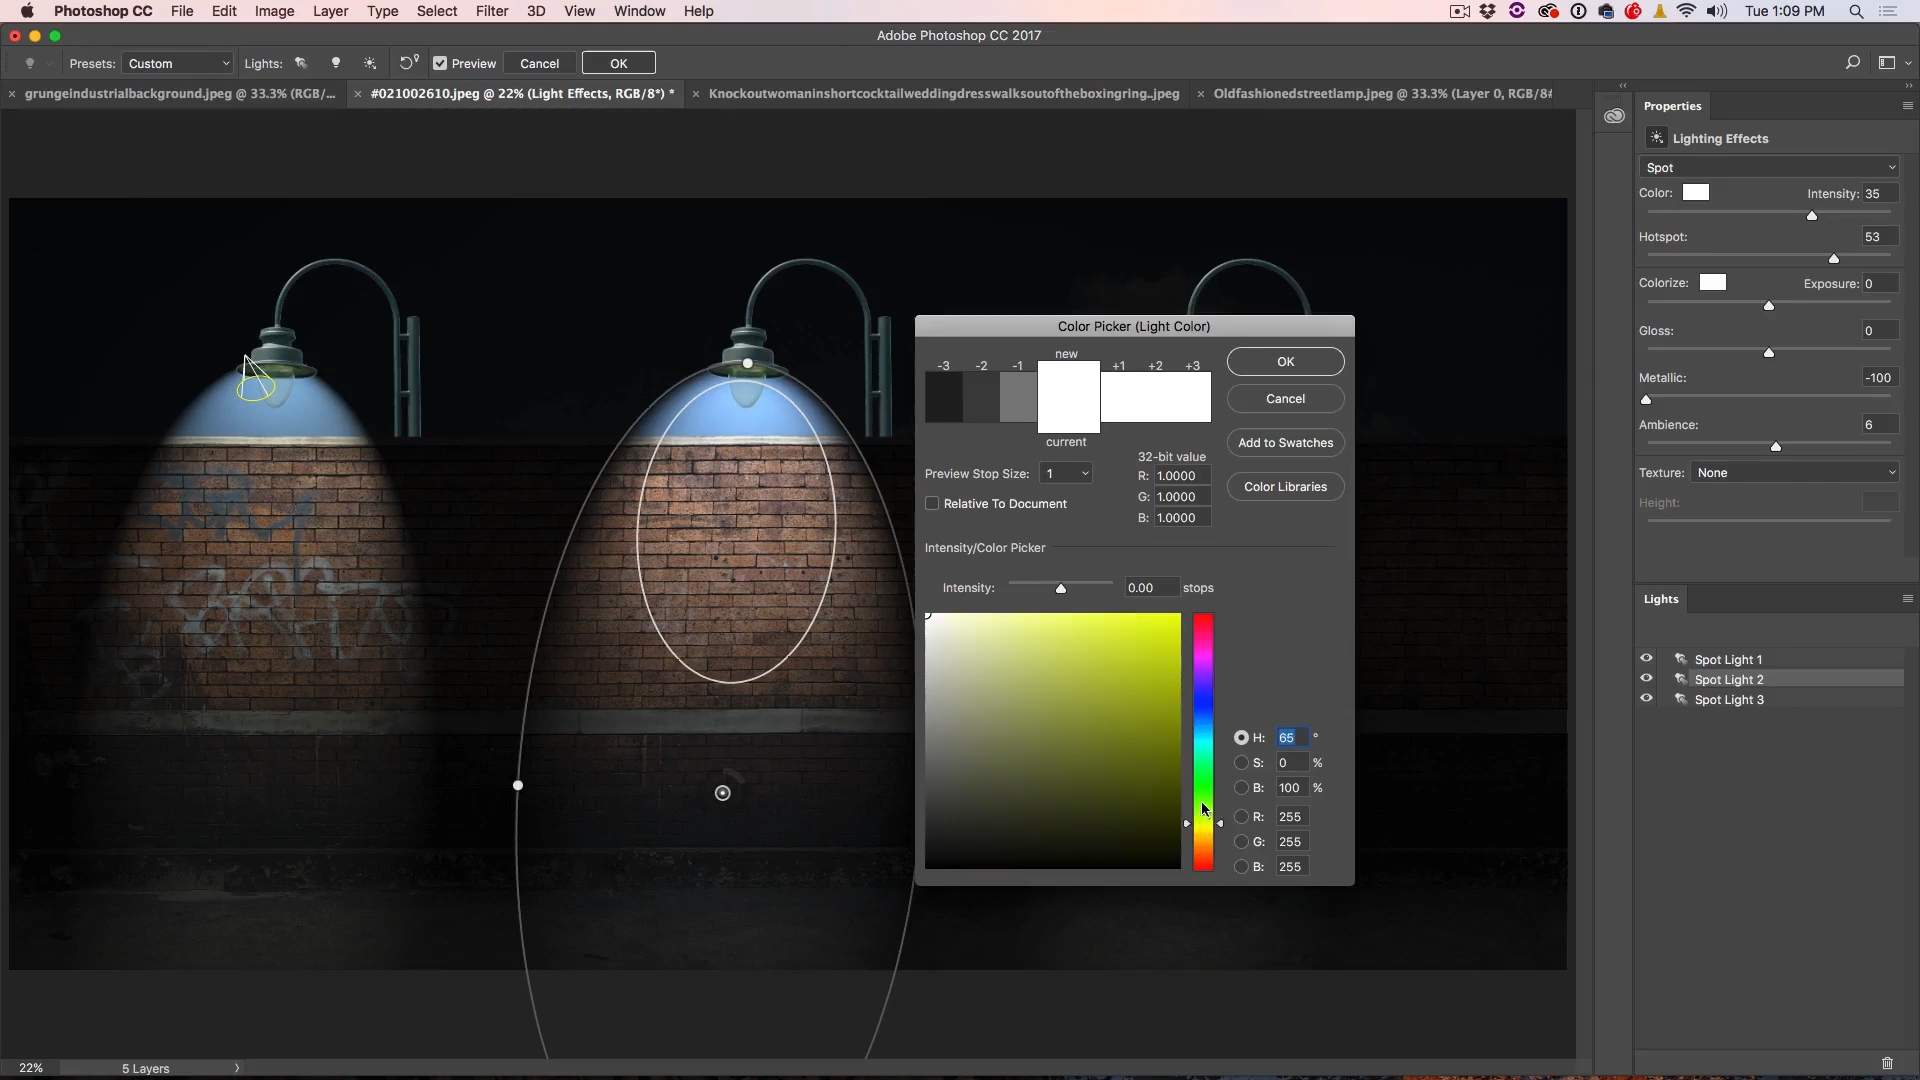 Photoshop CC File Edit Image Layer Type Select Filter 3D View Window Help Tue 1:09 PM
Adobe Photoshop CC 2017
Presets: Custom Lights: Preview Cancel OK
× grungeindustrialbackground.jpeg @ 33.3% (RGB/... × #021002610.jpeg @ 22% (Light Effects, RGB/8*) * × Knockoutwomaninshortcocktailweddingdresswalksoutoftheboxingring..jpeg × Oldfashionedstreetlamp.jpeg @ 33.3% (Layer 0, RGB/8#
Properties
Lighting Effects
Spot
Color: Intensity: 35
Hotspot: 53
Colorize: Exposure: 0
Gloss: 0
Metallic: -100
Ambience: 6
Texture: None
Height:
Color Picker (Light Color)
new
-3 -2 -1 +1 +2 +3
current
OK
Cancel
Add to Swatches
Color Libraries
Preview Stop Size: 1
Relative To Document
32-bit value
R: 1.0000
G: 1.0000
B: 1.0000
Intensity/Color Picker
Intensity: 0.00 stops
H: 65 °
S: 0 %
B: 100 %
R: 255
G: 255
B: 255
Lights
Spot Light 1
Spot Light 2
Spot Light 3
22% 5 Layers